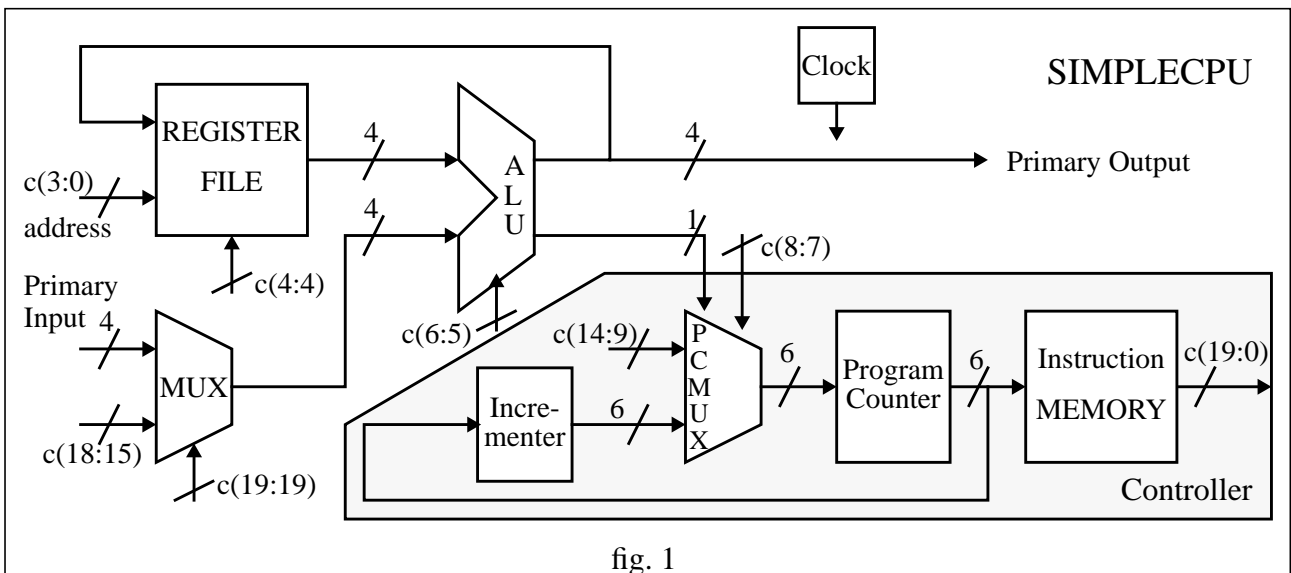 SIMPLECPU
Clock
REGISTER
FILE
4
A
L
U
4
Primary Output
c(3:0)
address
4
1
c(8:7)
c(4:4)
Primary
Input
4
c(6:5)
MUX
c(18:15)
c(19:19)
c(14:9)
P
C
M
U
X
6
Program
Counter
6
Instruction
MEMORY
c(19:0)
Incre-
menter
6
Controller
fig. 1